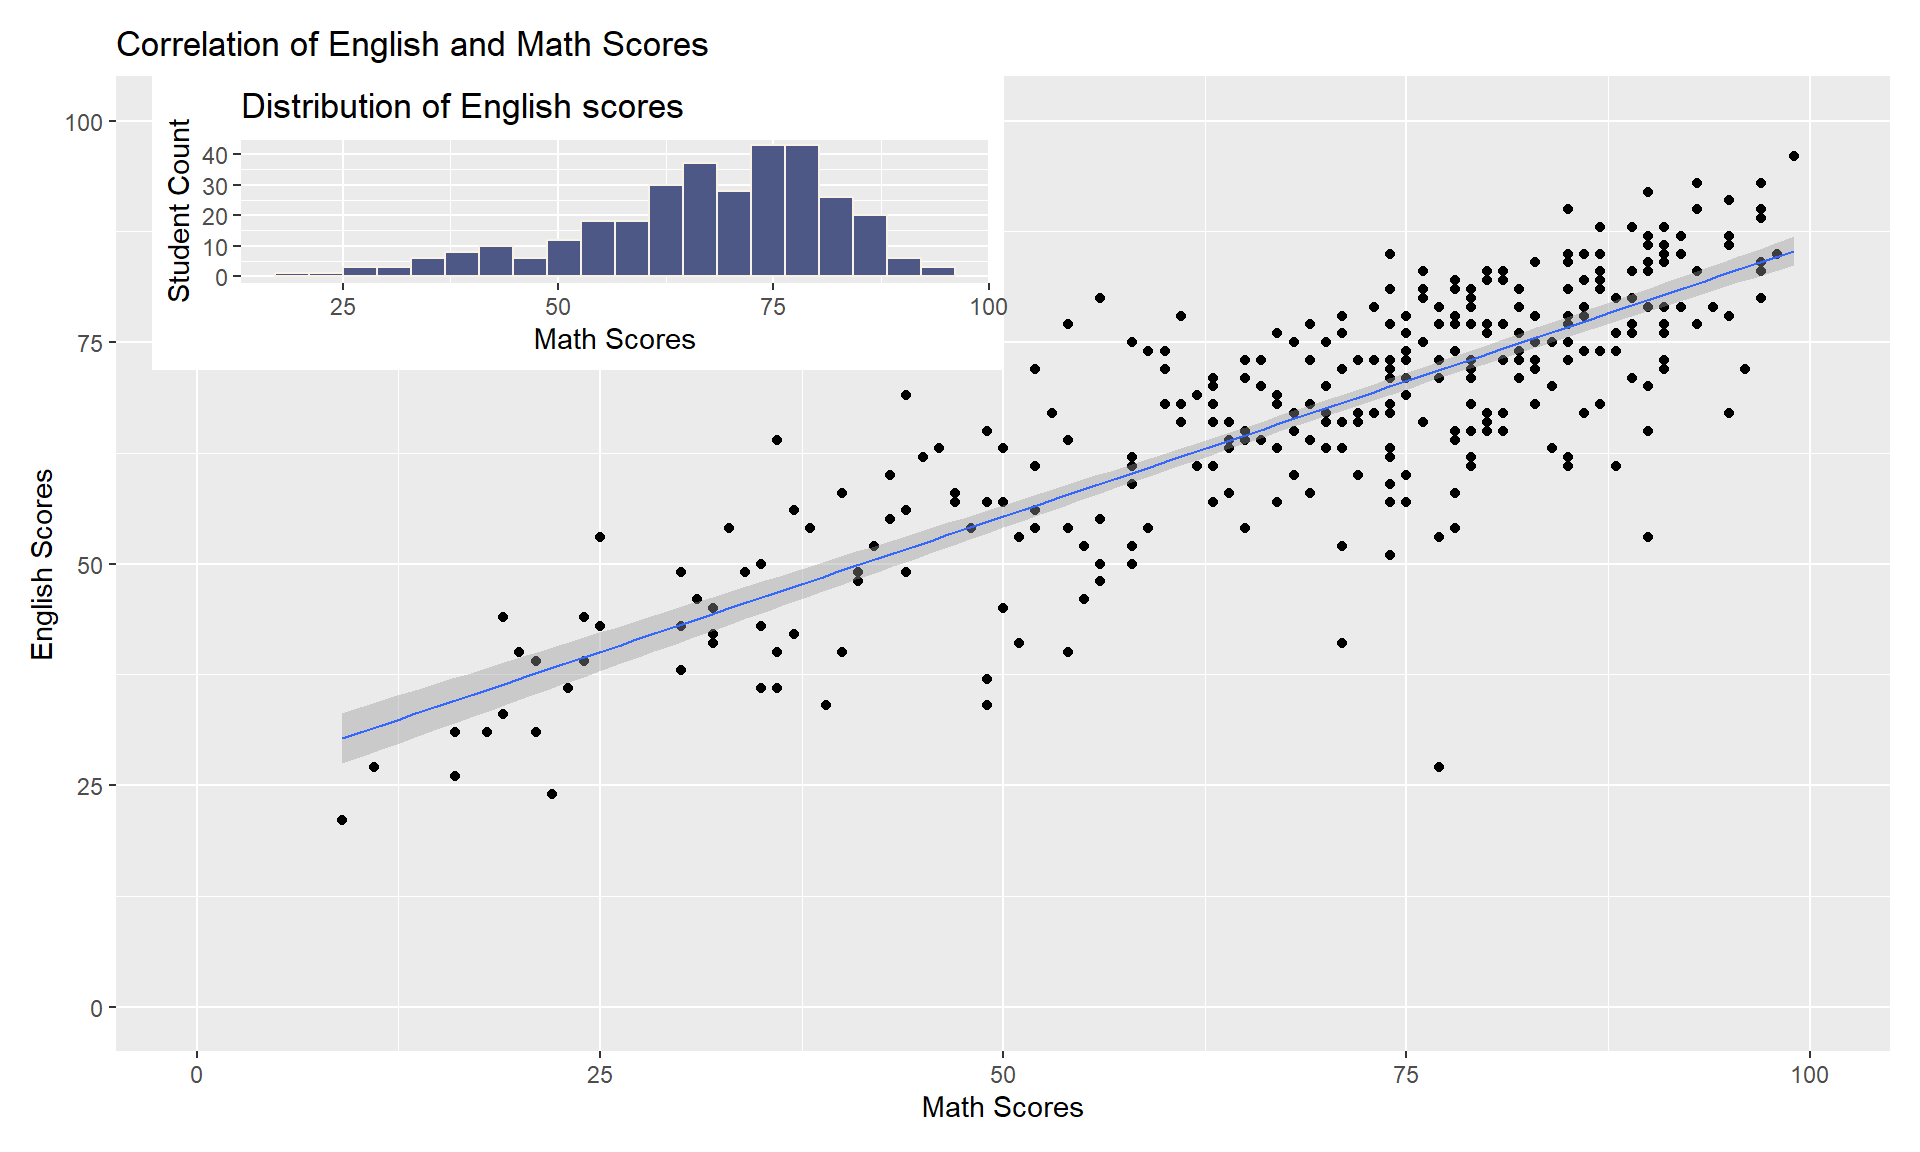 Correlation of English and Math Scores
Distribution of English scores
Student Count
40
30
20
10
0
25 50 75 100
Math Scores
English Scores
100
75
50
25
0
0 25 50 75 100
Math Scores